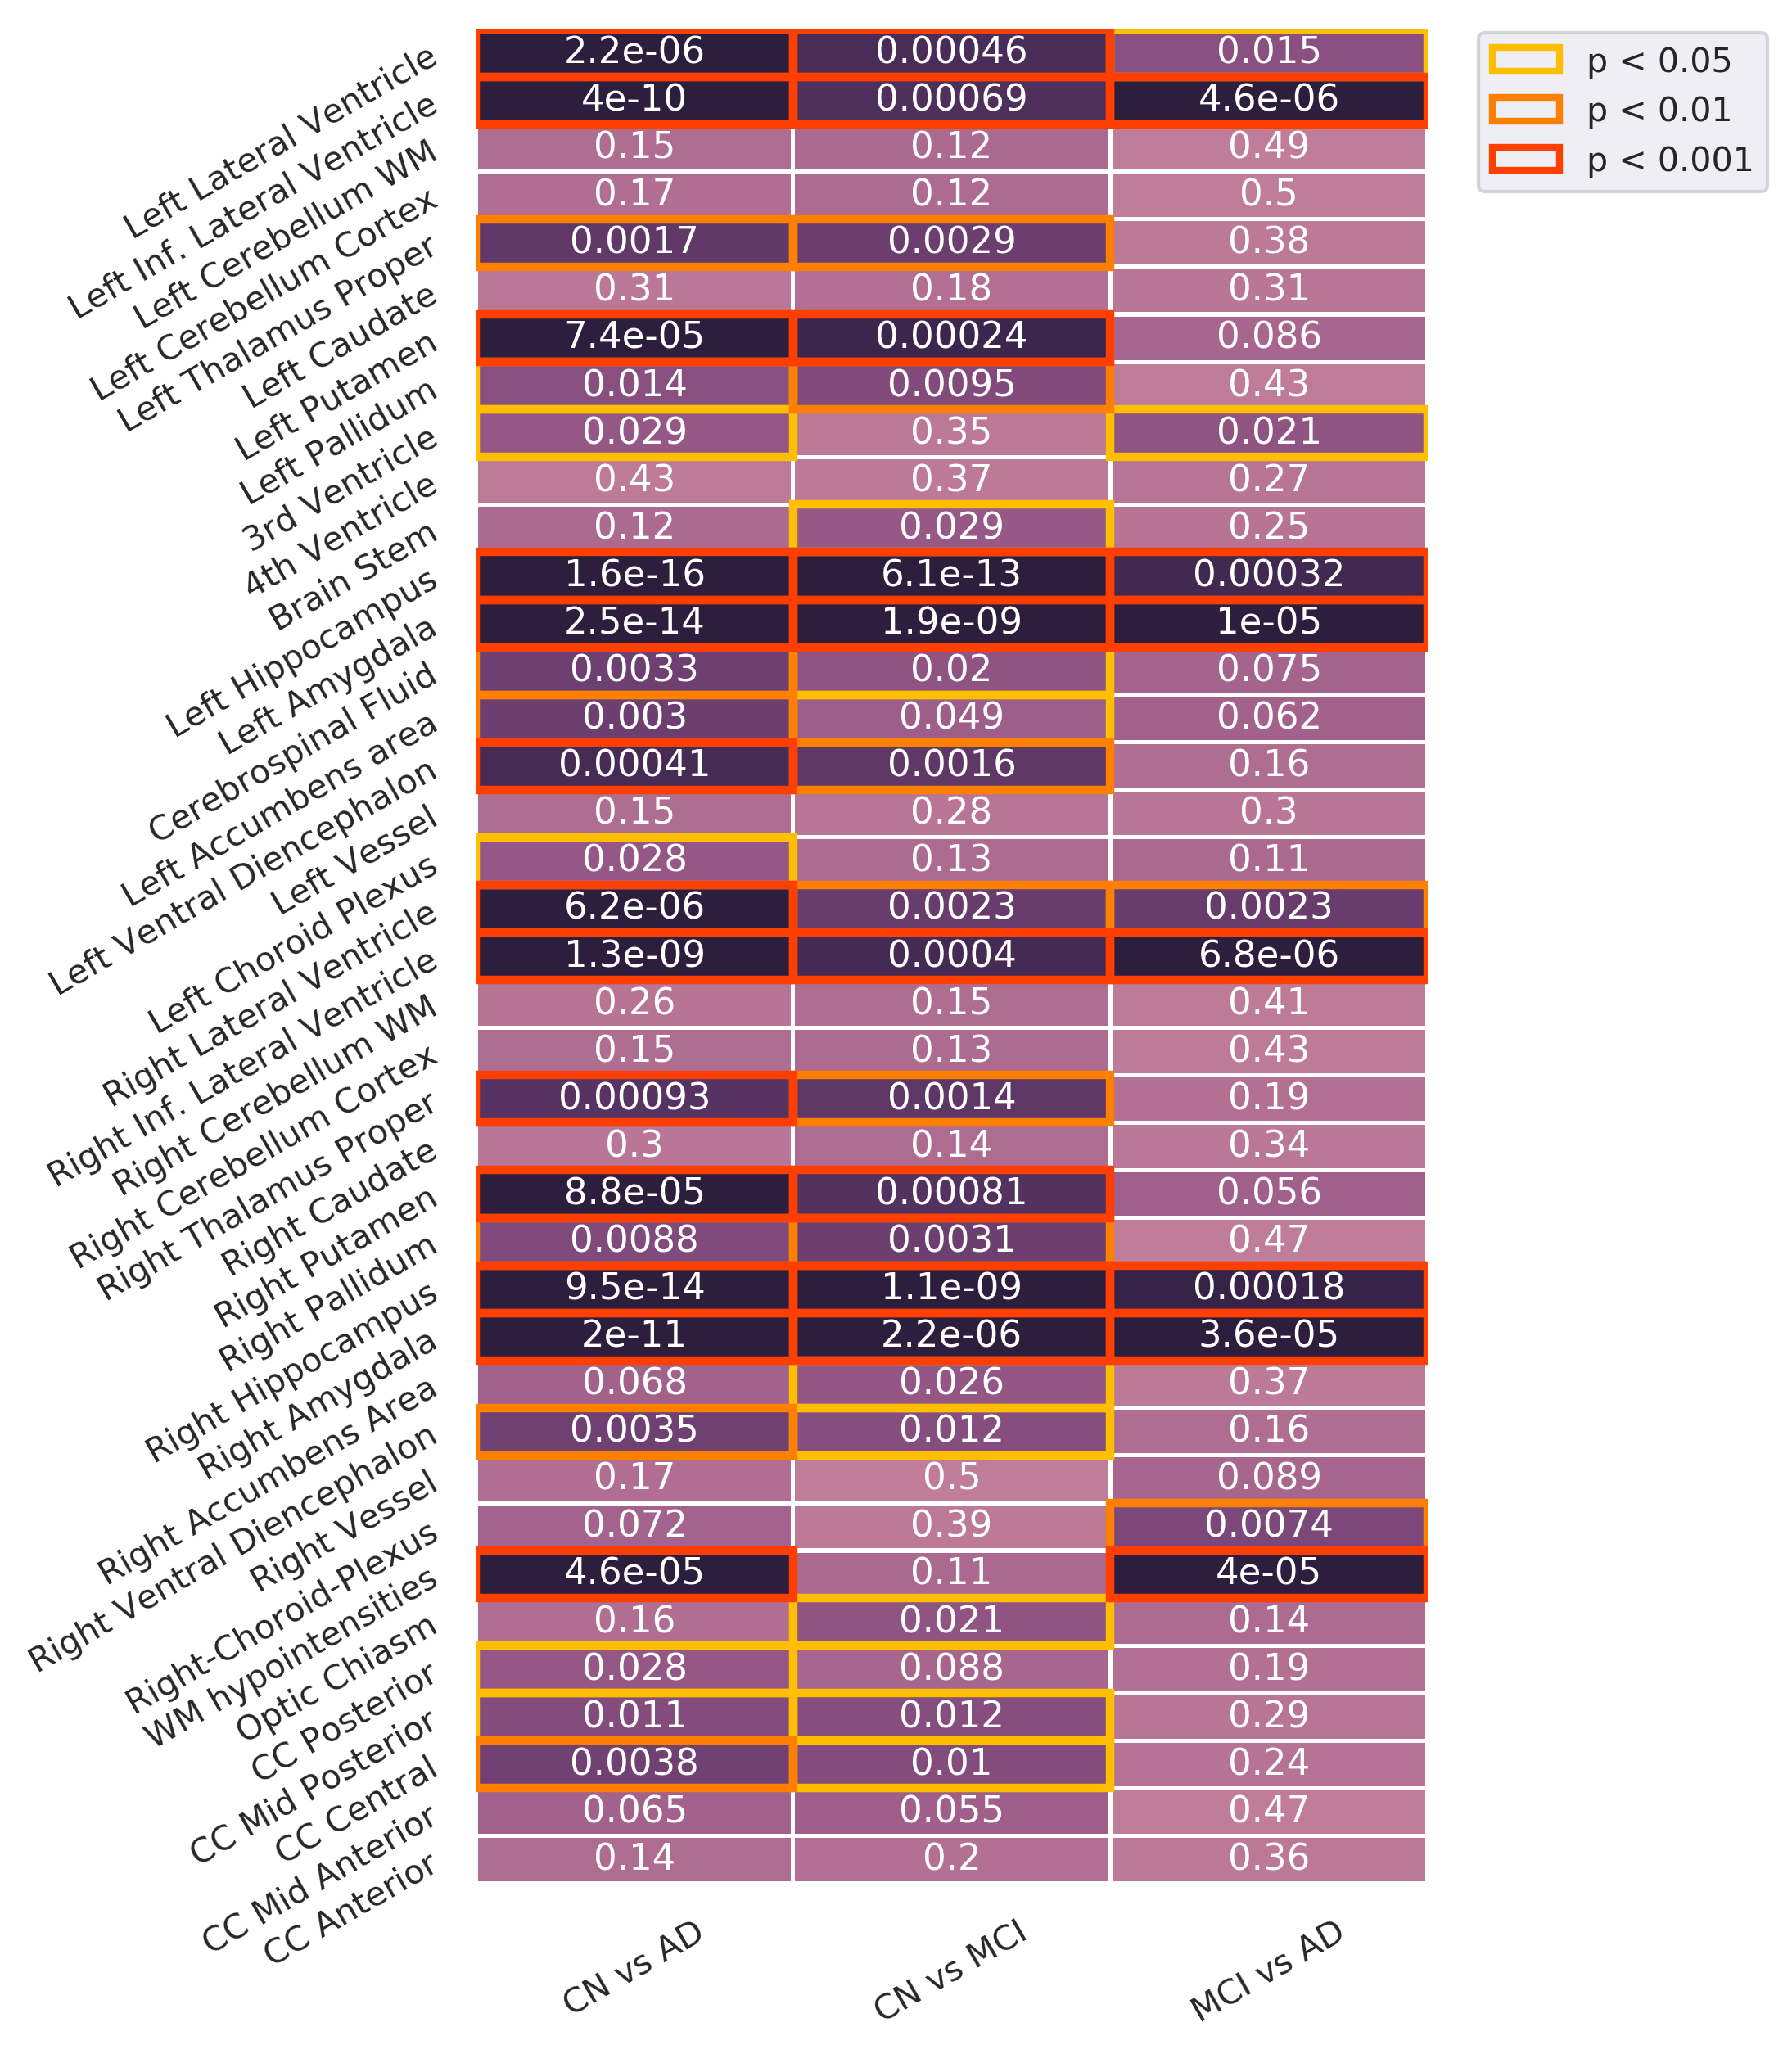 Left Lateral Ventricle 2.2e-06 0.00046 0.015
Left Inf. Lateral Ventricle 4e-10 0.00069 4.6e-06
Left Cerebellum WM 0.15 0.12 0.49
Left Cerebellum Cortex 0.17 0.12 0.5
Left Thalamus Proper 0.0017 0.0029 0.38
Left Caudate 0.31 0.18 0.31
Left Putamen 7.4e-05 0.00024 0.086
Left Pallidum 0.014 0.0095 0.43
3rd Ventricle 0.029 0.35 0.021
4th Ventricle 0.43 0.37 0.27
Brain Stem 0.12 0.029 0.25
Left Hippocampus 1.6e-16 6.1e-13 0.00032
Left Amygdala 2.5e-14 1.9e-09 1e-05
Cerebrospinal Fluid 0.0033 0.02 0.075
Left Accumbens area 0.003 0.049 0.062
Left Ventral Diencephalon 0.00041 0.0016 0.16
Left Vessel 0.15 0.28 0.3
Left Choroid Plexus 0.028 0.13 0.11
Right Lateral Ventricle 6.2e-06 0.0023 0.0023
Right Inf. Lateral Ventricle 1.3e-09 0.0004 6.8e-06
Right Cerebellum WM 0.26 0.15 0.41
Right Cerebellum Cortex 0.15 0.13 0.43
Right Thalamus Proper 0.00093 0.0014 0.19
Right Caudate 0.3 0.14 0.34
Right Putamen 8.8e-05 0.00081 0.056
Right Pallidum 0.0088 0.0031 0.47
Right Hippocampus 9.5e-14 1.1e-09 0.00018
Right Amygdala 2e-11 2.2e-06 3.6e-05
Right Accumbens Area 0.068 0.026 0.37
Right Ventral Diencephalon 0.0035 0.012 0.16
Right Vessel 0.17 0.5 0.089
Right-Choroid-Plexus 0.072 0.39 0.0074
WM hypointensities 4.6e-05 0.11 4e-05
Optic Chiasm 0.16 0.021 0.14
CC Posterior 0.028 0.088 0.19
CC Mid Posterior 0.011 0.012 0.29
CC Central 0.0038 0.01 0.24
CC Mid Anterior 0.065 0.055 0.47
CC Anterior 0.14 0.2 0.36
CN vs AD CN vs MCI MCI vs AD
p < 0.05
p < 0.01
p < 0.001